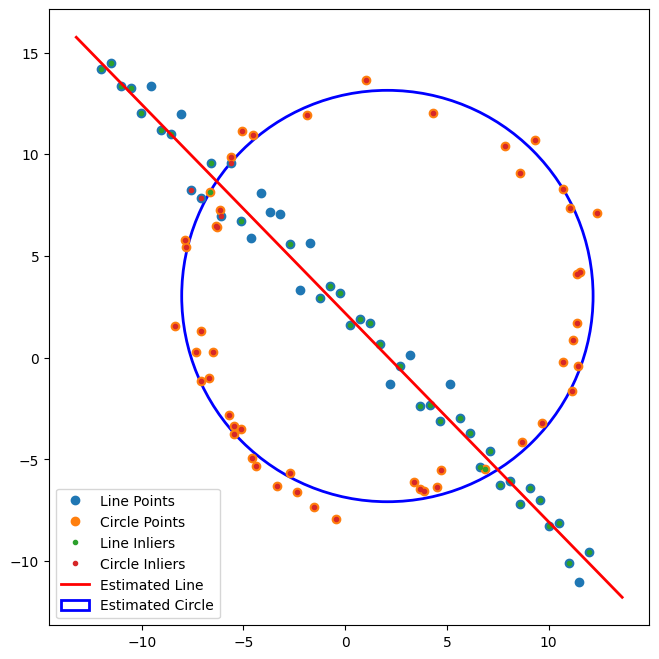 15
10
5
0
−5
−10
Line Points
Circle Points
Line Inliers
Circle Inliers
Estimated Line
Estimated Circle
−10 −5 0 5 10